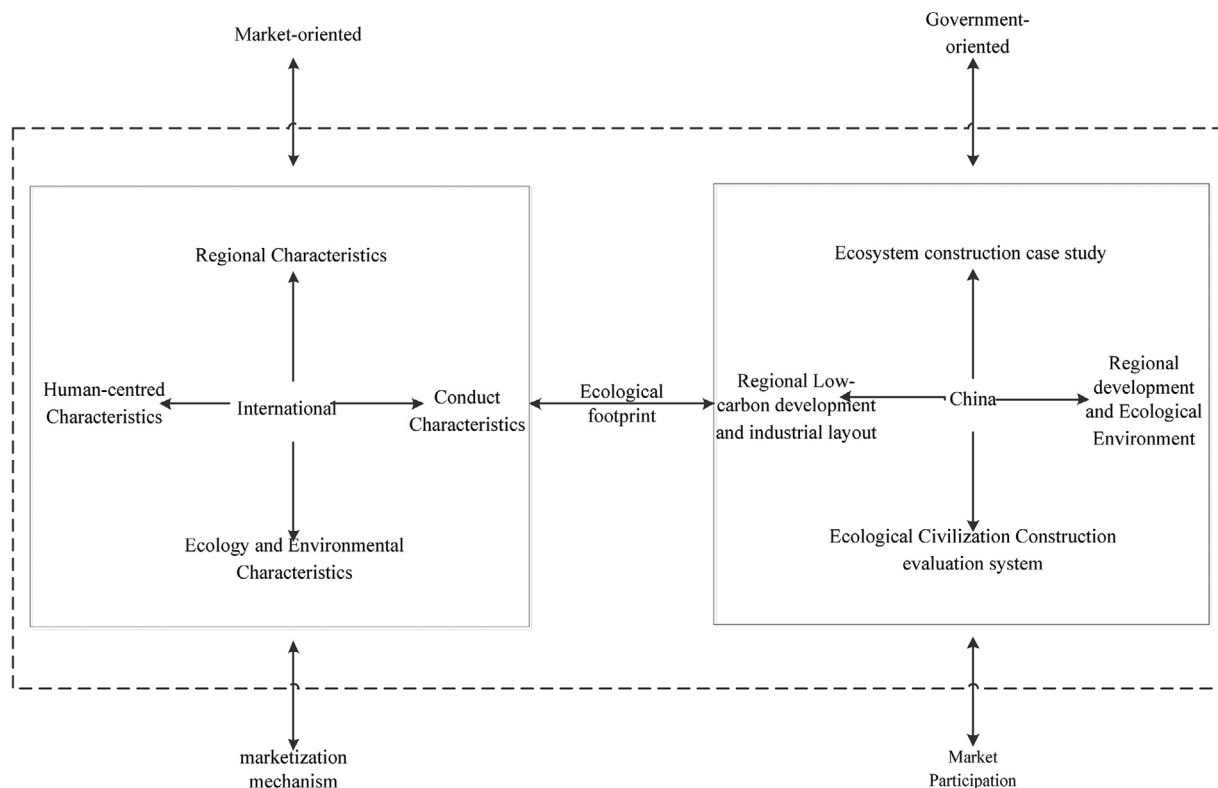 Market-oriented
Government-
oriented
Regional Characteristics
Human-centred
Characteristics
International
Conduct
Characteristics
Ecology and Environmental
Characteristics
Ecological
footprint
Ecosystem construction case study
Regional Low-
carbon development
and industrial layout
China
Regional
development
and Ecological
Environment
Ecological Civilization Construction
evaluation system
marketization
mechanism
Market
Participation